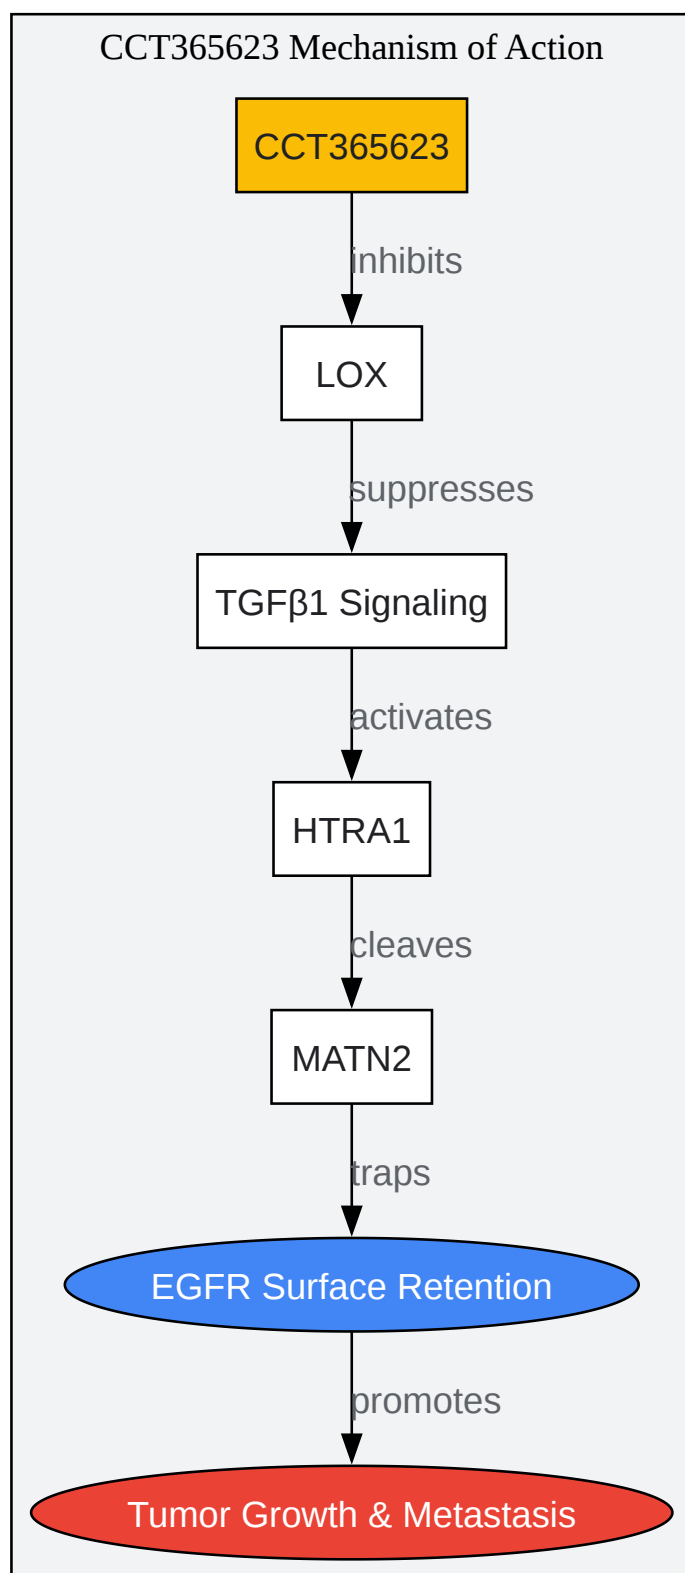 CCT365623 Mechanism of Action
CCT365623
inhibits
LOX
suppresses
TGFβ1 Signaling
activates
HTRA1
cleaves
MATN2
traps
EGFR Surface Retention
promotes
Tumor Growth & Metastasis